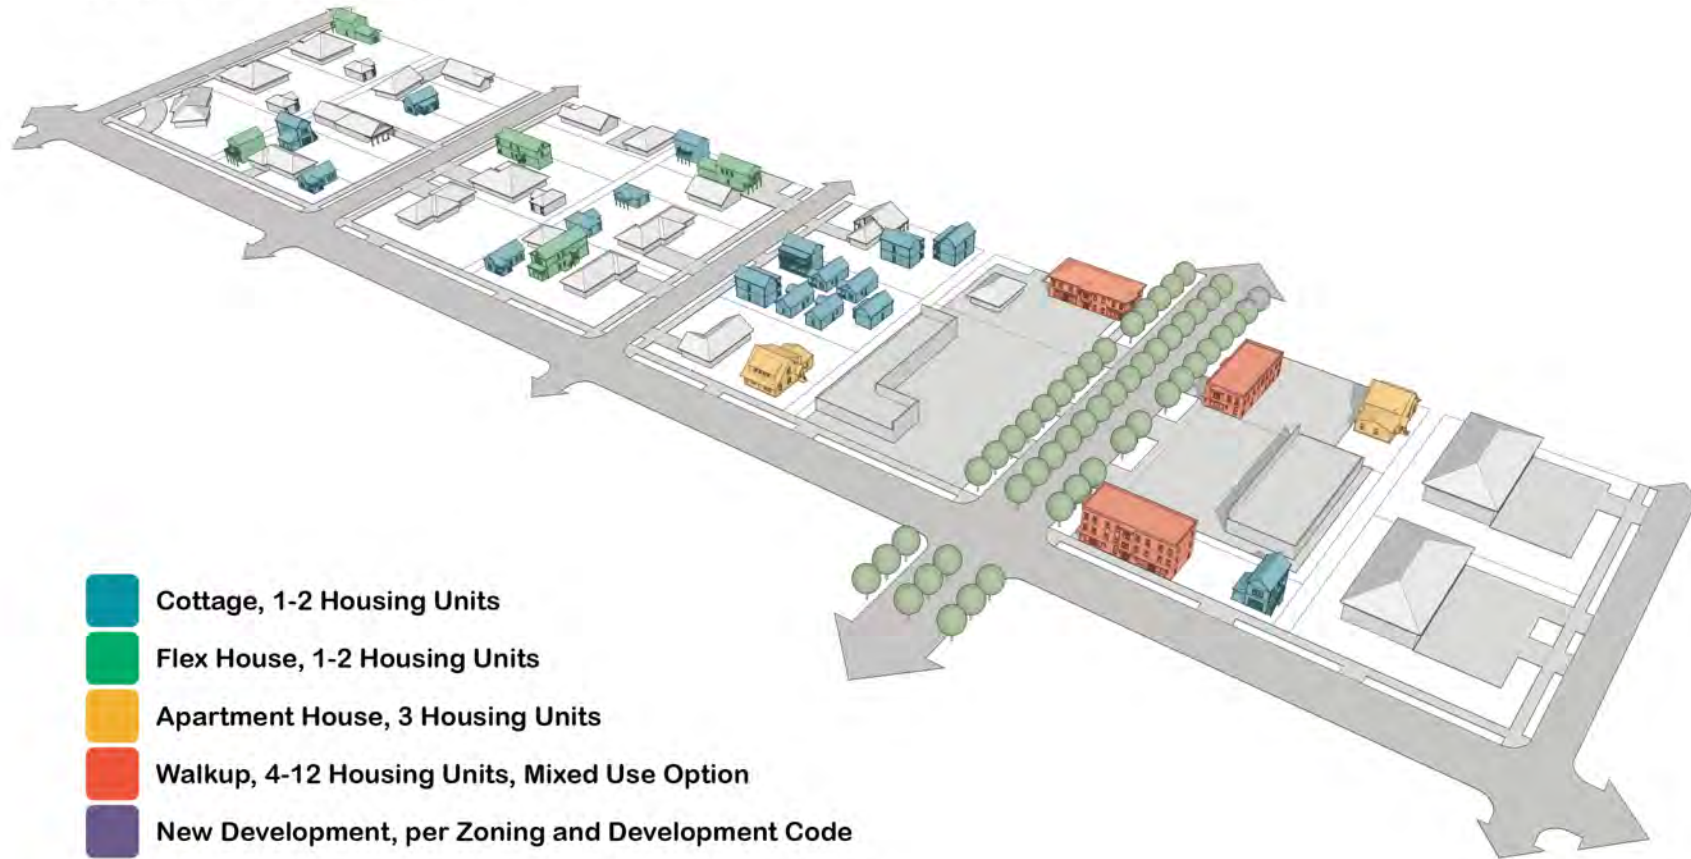 Cottage, 1-2 Housing Units
Flex House, 1-2 Housing Units
Apartment House, 3 Housing Units
Walkup, 4-12 Housing Units, Mixed Use Option
New Development, per Zoning and Development Code